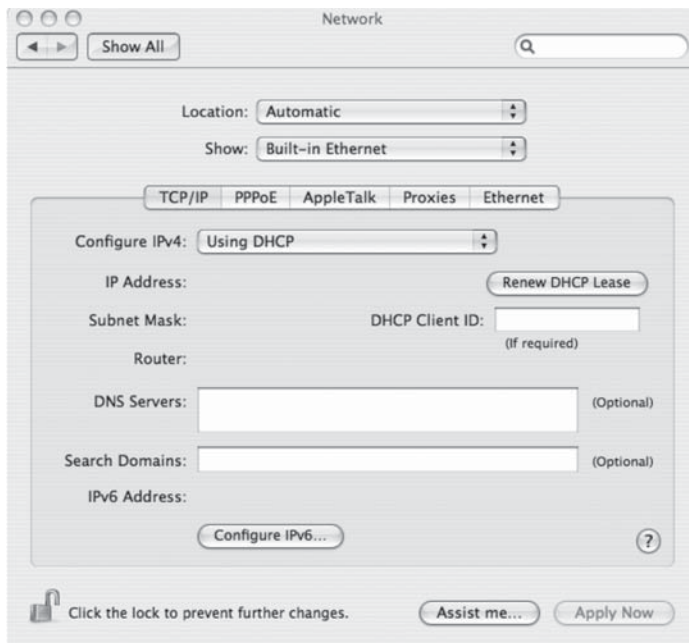 Network
Show All
Location: Automatic
Show: Built-in Ethernet
TCP/IP PPPoE AppleTalk Proxies Ethernet
Configure IPv4: Using DHCP
IP Address:
Renew DHCP Lease
Subnet Mask:
DHCP Client ID:
(If required)
Router:
DNS Servers:
(Optional)
Search Domains:
(Optional)
IPv6 Address:
Configure IPv6...
?
Click the lock to prevent further changes.
Assist me...
Apply Now